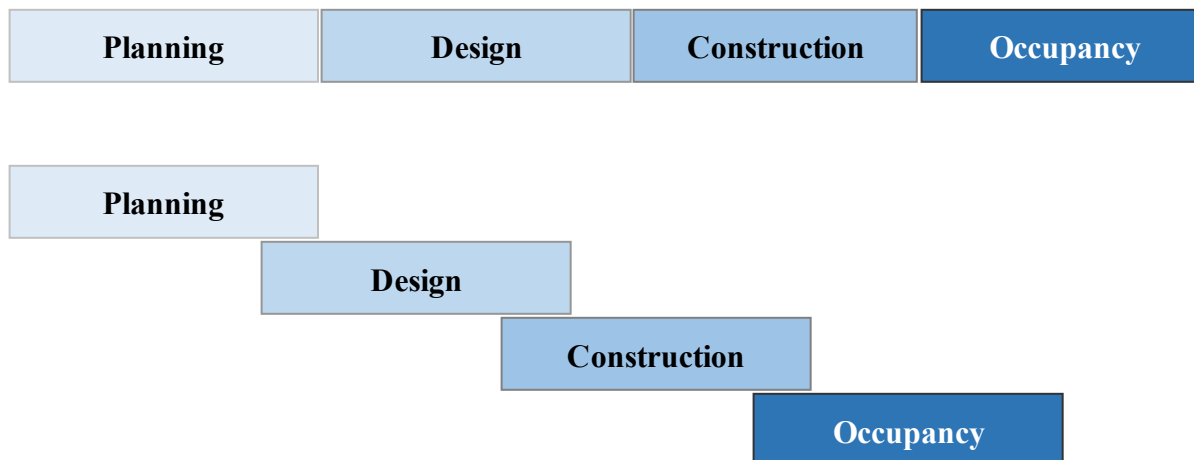 Planning Design Construction Occupancy
Planning
Design
Construction
Occupancy